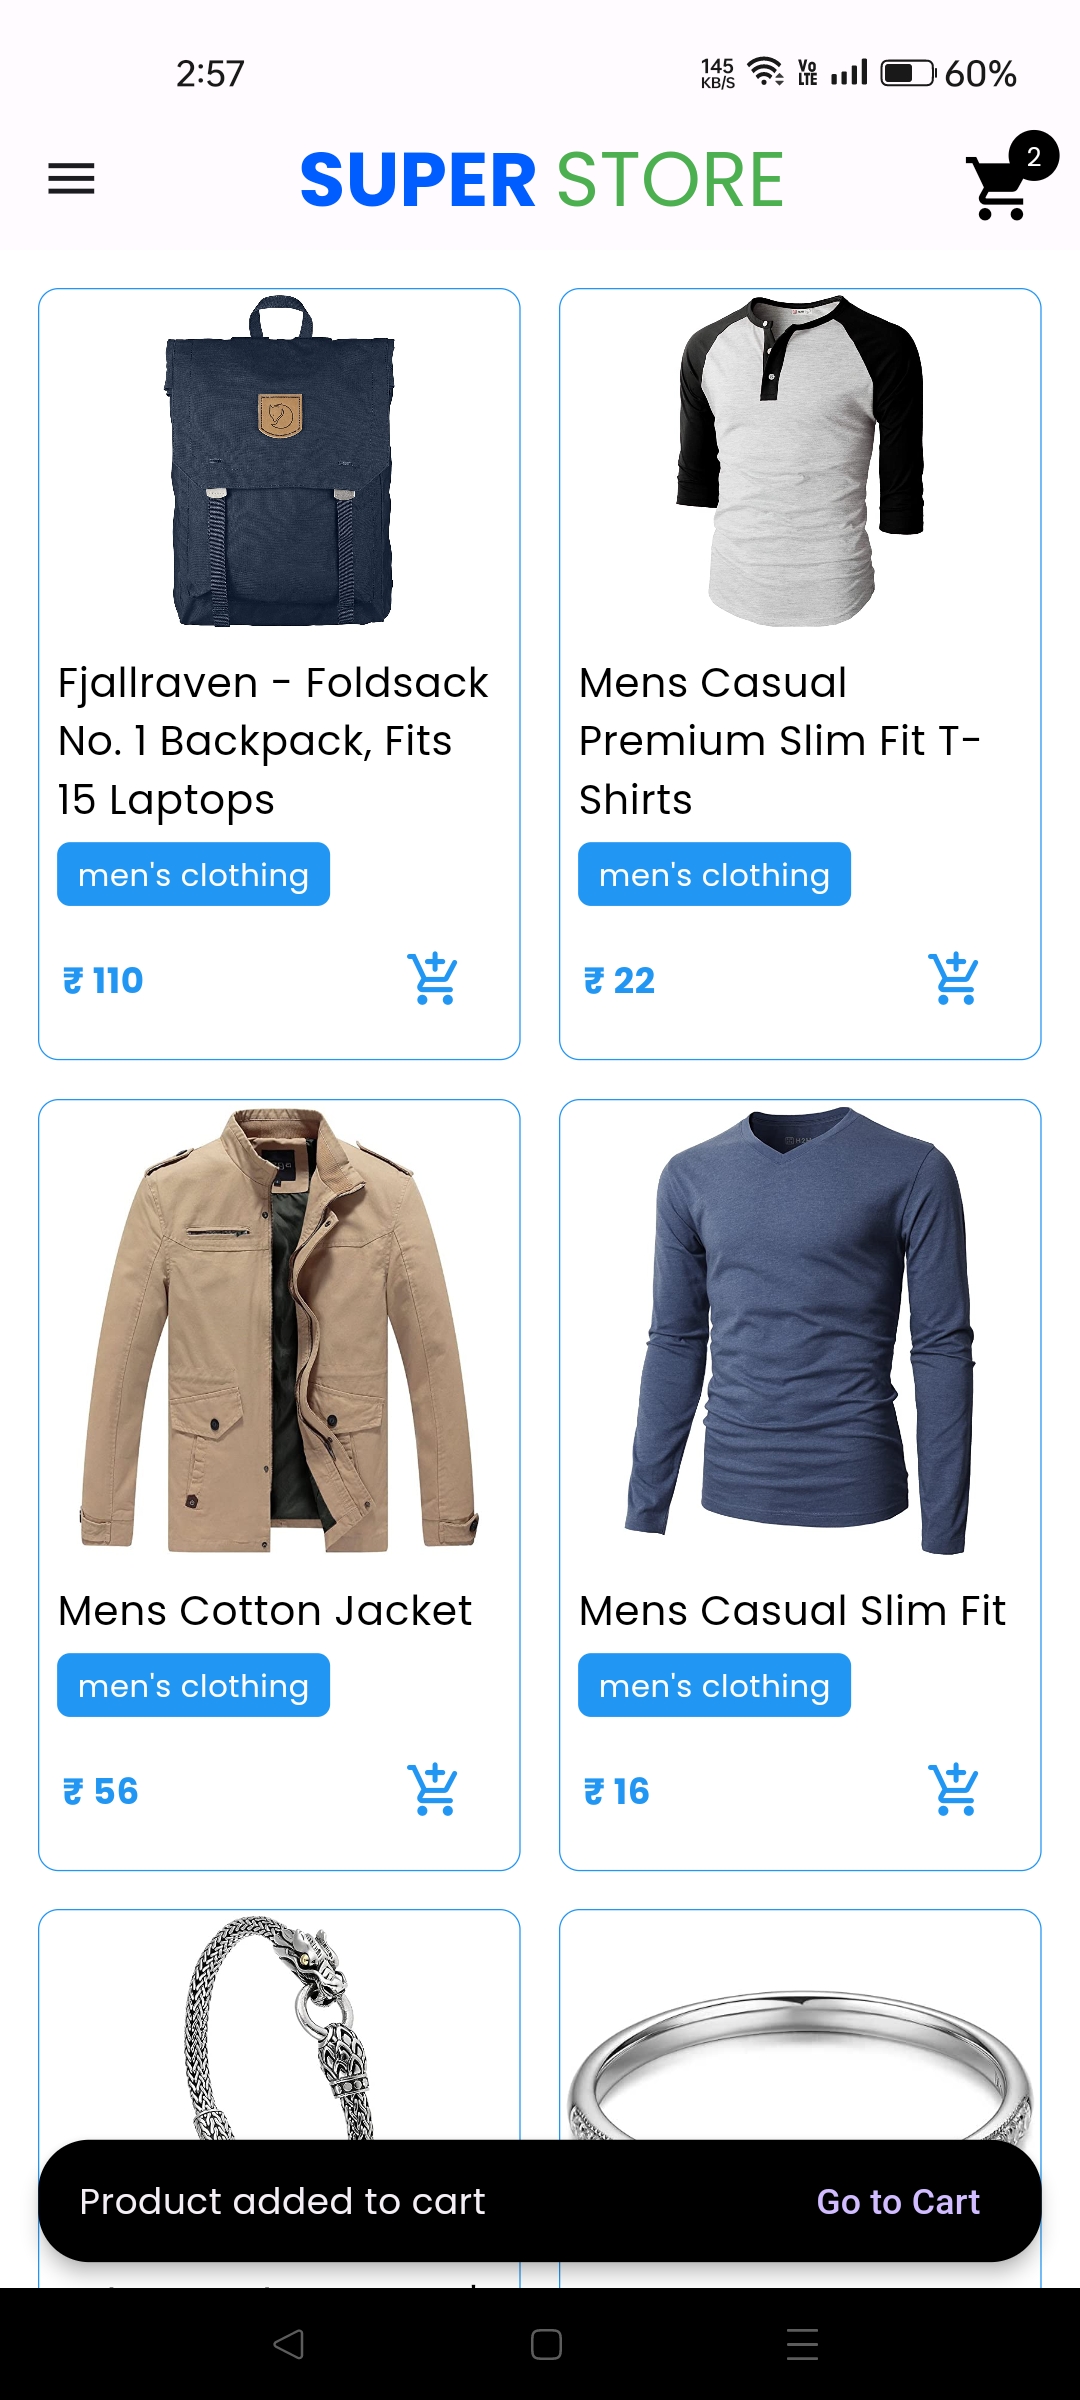 2:57
145
KB/S
Vo
LTE
60%
SUPER STORE
2
Fjallraven - Foldsack
No. 1 Backpack, Fits
15 Laptops
men's clothing
₹ 110
Mens Casual
Premium Slim Fit T-
Shirts
men's clothing
₹ 22
Mens Cotton Jacket
men's clothing
₹ 56
Mens Casual Slim Fit
men's clothing
₹ 16
Product added to cart
Go to Cart